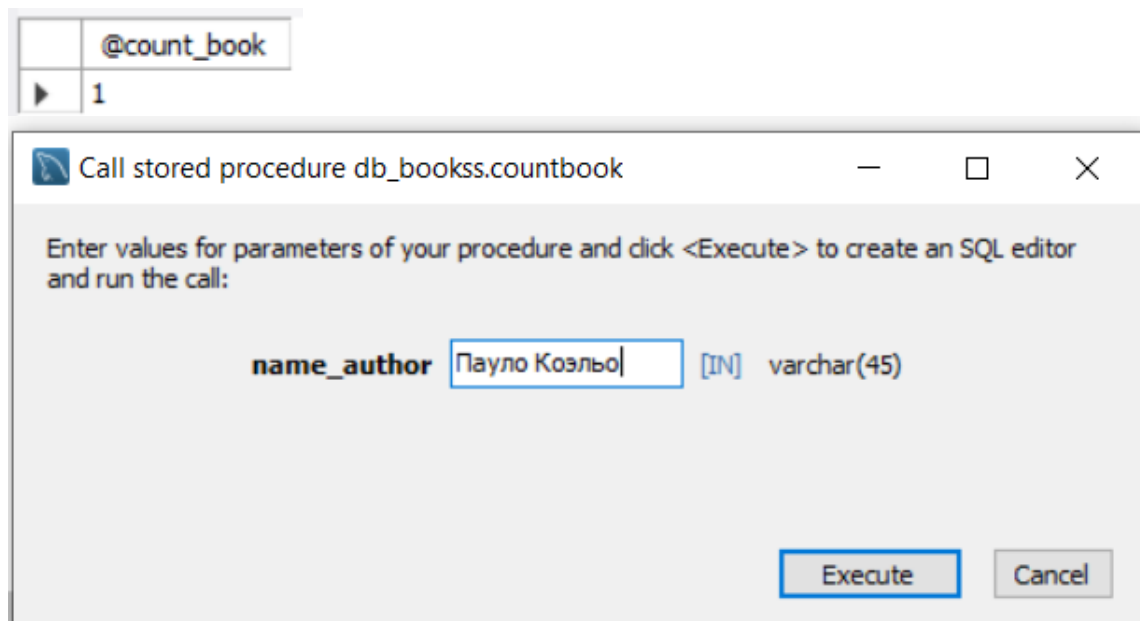 @count_book
1
Call stored procedure db_bookss.countbook
Enter values for parameters of your procedure and click <Execute> to create an SQL editor
and run the call:
name_author Пауло Коэльо [IN] varchar(45)
Execute Cancel